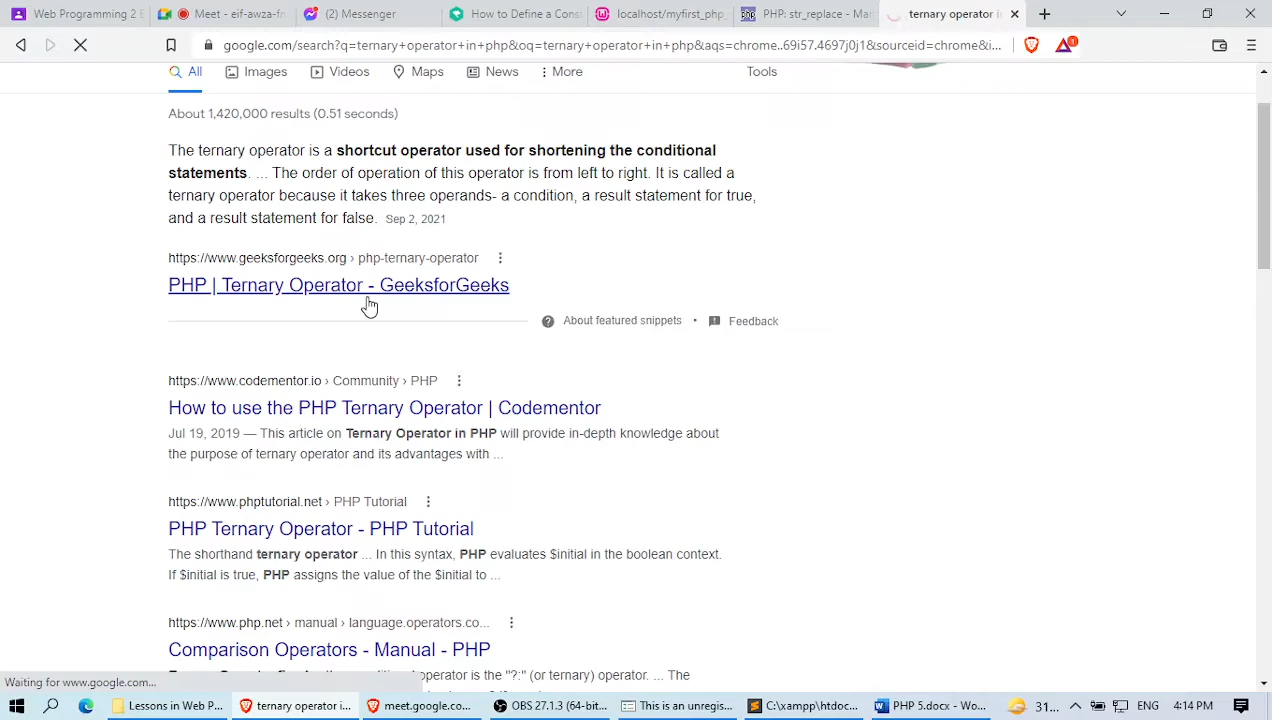 Web Programming 2 E
Meet - eif-awza-fr
(2) Messenger
How to Define a Cons
localhost/myfirst_php_
PHP: str_replace - Ma
ternary operator i
google.com/search?q=ternary+operator+in+php&oq=ternary+operator+in+php&aqs=chrome..69i57.4697j0j1&sourceid=chrome&i...
1
All
Images
Videos
Maps
News
More
Tools
About 1,420,000 results (0.51 seconds)
The ternary operator is a shortcut operator used for shortening the conditional
statements. ... The order of operation of this operator is from left to right. It is called a
ternary operator because it takes three operands- a condition, a result statement for true,
and a result statement for false. Sep 2, 2021
https://www.geeksforgeeks.org › php-ternary-operator
PHP | Ternary Operator - GeeksforGeeks
About featured snippets • Feedback
https://www.codementor.io › Community › PHP
How to use the PHP Ternary Operator | Codementor
Jul 19, 2019 — This article on Ternary Operator in PHP will provide in-depth knowledge about
the purpose of ternary operator and its advantages with ...
https://www.phptutorial.net › PHP Tutorial
PHP Ternary Operator - PHP Tutorial
The shorthand ternary operator ... In this syntax, PHP evaluates $initial in the boolean context.
If $initial is true, PHP assigns the value of the $initial to ...
https://www.php.net › manual › language.operators.co...
Comparison Operators - Manual - PHP
operator is the "?:" (or ternary) operator. ... The
Waiting for www.google.com...
Lessons in Web P...
ternary operator i...
meet.google.co...
OBS 27.1.3 (64-bit...
This is an unregis...
C:\xampp\htdoc...
PHP 5.docx - Wo...
31...
ENG
4:14 PM